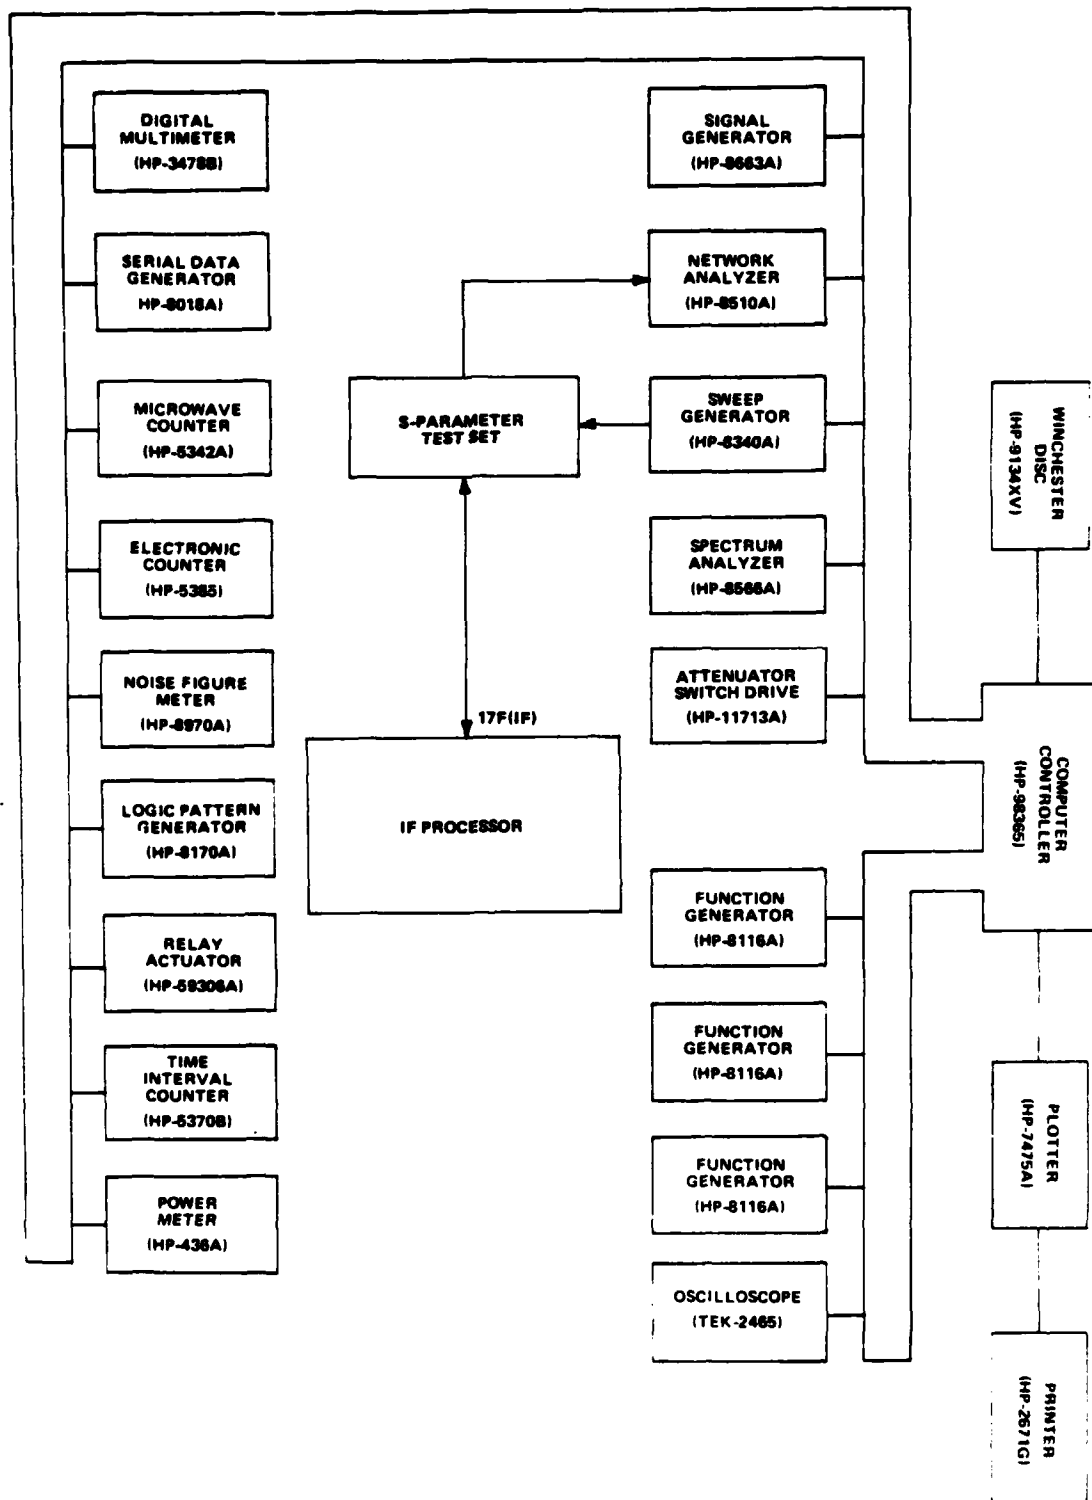 DIGITAL
MULTIMETER
(HP-3478B)
SERIAL DATA
GENERATOR
HP-8018A)
MICROWAVE
COUNTER
(HP-5342A)
ELECTRONIC
COUNTER
(HP-5385)
NOISE FIGURE
METER
(HP-8970A)
LOGIC PATTERN
GENERATOR
(HP-8170A)
RELAY
ACTUATOR
(HP-59306A)
TIME
INTERVAL
COUNTER
(HP-5370B)
POWER
METER
(HP-436A)
S-PARAMETER
TEST SET
17F(IF)
IF PROCESSOR
SIGNAL
GENERATOR
(HP-8663A)
NETWORK
ANALYZER
(HP-8510A)
SWEEP
GENERATOR
(HP-8340A)
SPECTRUM
ANALYZER
(HP-8566A)
ATTENUATOR
SWITCH DRIVE
(HP-11713A)
FUNCTION
GENERATOR
(HP-8116A)
FUNCTION
GENERATOR
(HP-8116A)
FUNCTION
GENERATOR
(HP-8116A)
OSCILLOSCOPE
(TEK-2465)
WINCHESTER
DISC
(HP-9134XV)
COMPUTER
CONTROLLER
(HP-98365)
PLOTTER
(HP-7475A)
PRINTER
(HP-2671G)